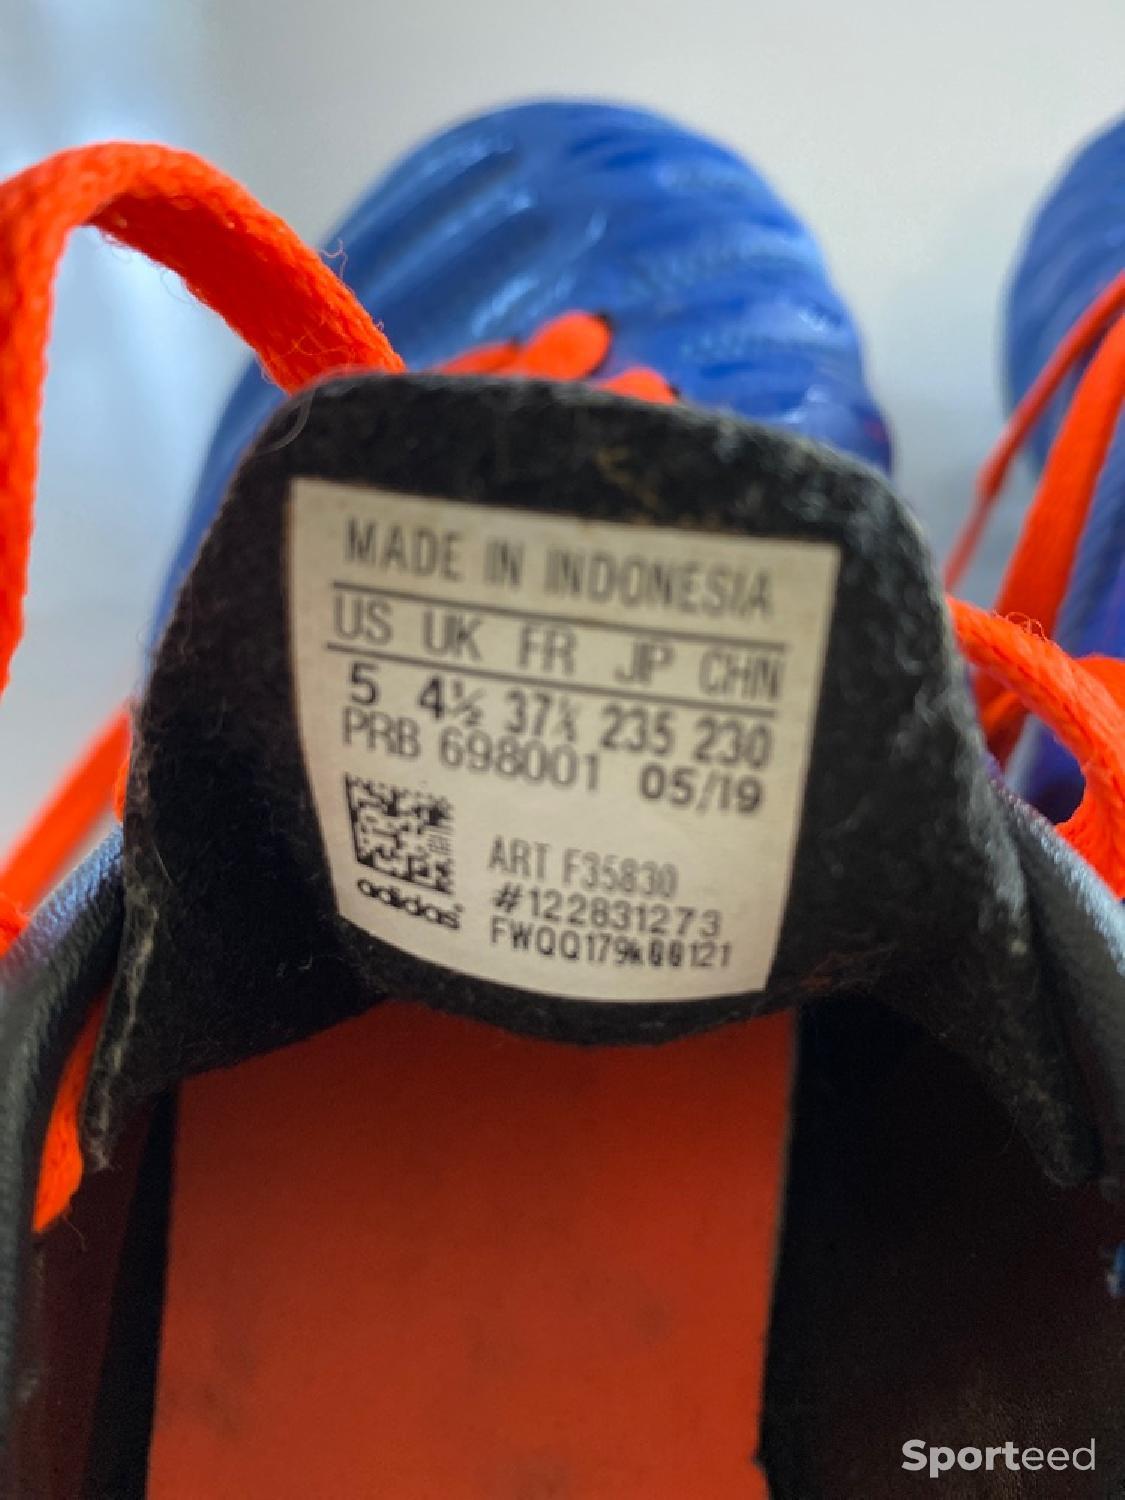 MADE IN INDONESIA
US UK FR JP CHN
5 4½ 37⅓ 235 230
PRB 698001 05/19
ART F35830
#122831273
adidas
Sporteed